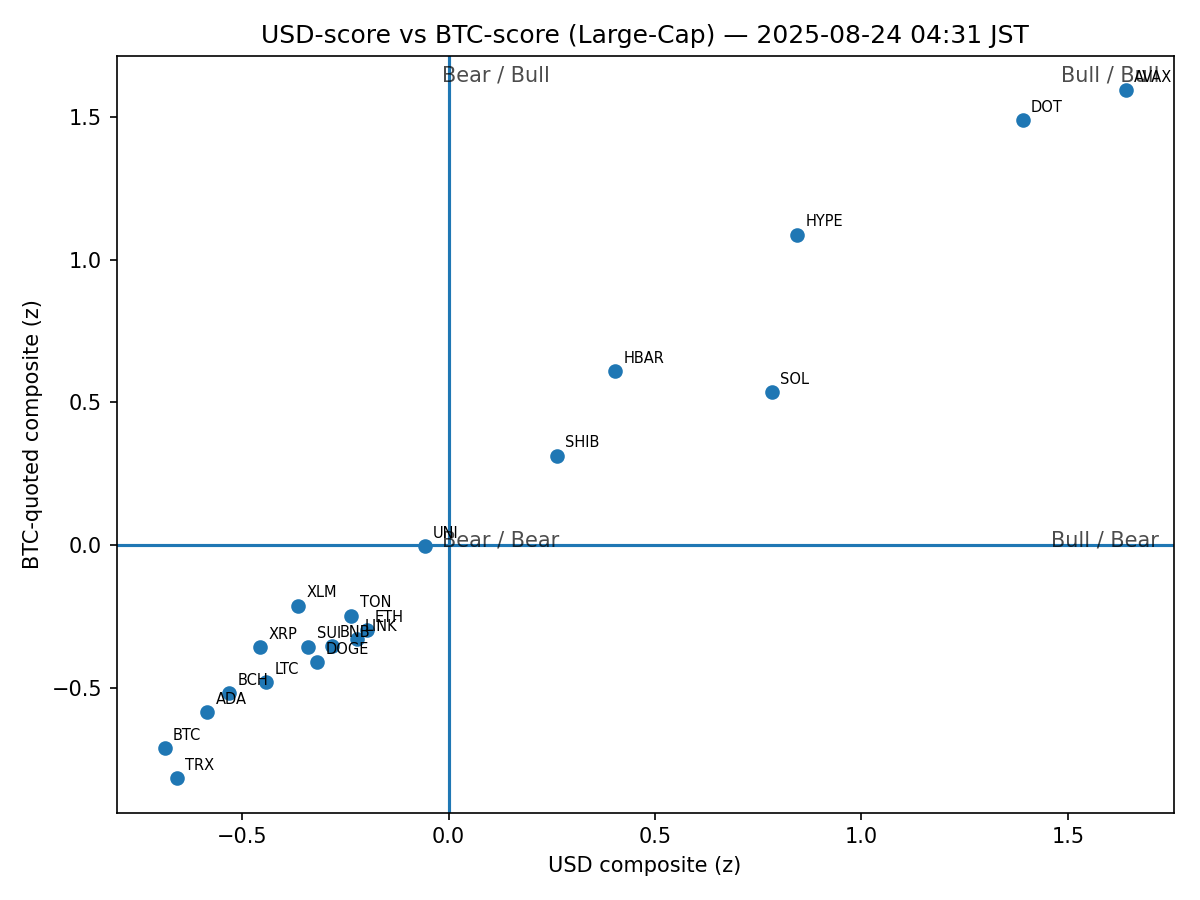 USD-score vs BTC-score (Large-Cap) — 2025-08-24 04:31 JST
Bear / Bull
Bull / Bull
AVAX
DOT
HYPE
HBAR
SOL
SHIB
UNI
Bear / Bear
Bull / Bear
XLM
TON
ETH
LINK
XRP
SUI
BNB
DOGE
LTC
BCH
ADA
BTC
TRX
1.5
1.0
0.5
0.0
−0.5
−0.5
0.0
0.5
1.0
1.5
BTC-quoted composite (z)
USD composite (z)